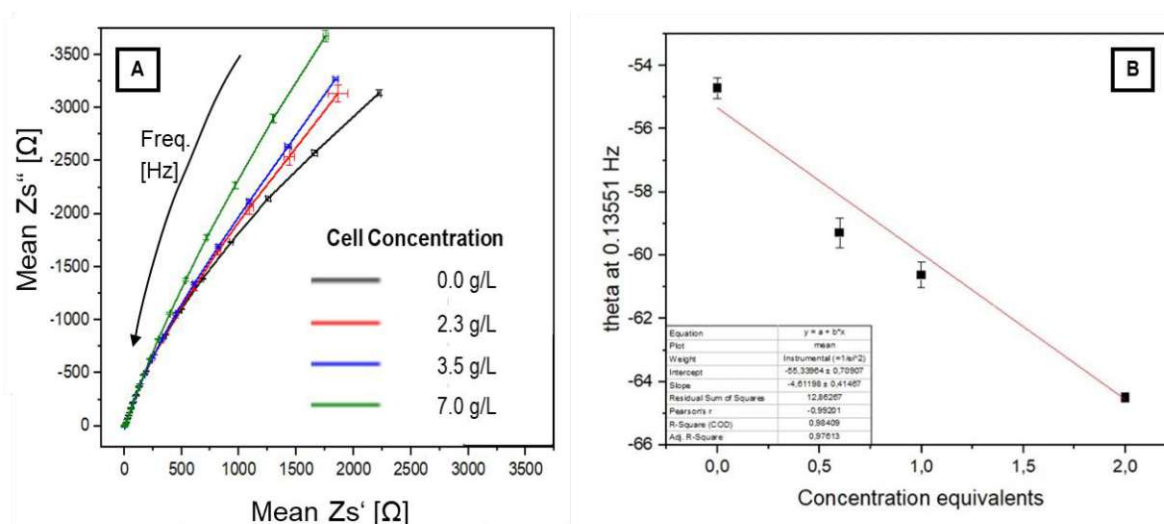 A
Freq.
[Hz]
Mean Zs“ [Ω]
-3500
-3000
-2500
-2000
-1500
-1000
-500
0
Cell Concentration
0.0 g/L
2.3 g/L
3.5 g/L
7.0 g/L
0 500 1000 1500 2000 2500 3000 3500
Mean Zs‘ [Ω]
B
theta at 0.13551 Hz
-54
-56
-58
-60
-62
-64
-66
Equation y = a + b*x
Plot mean
Weight Instrumental (=1/ei^2)
Intercept -55,33964 ± 0,70907
Slope -4,61198 ± 0,41467
Residual Sum of Squares 12,86267
Pearson's r -0,99201
R-Square (COD) 0,98409
Adj. R-Square 0,97613
0,0 0,5 1,0 1,5 2,0
Concentration equivalents